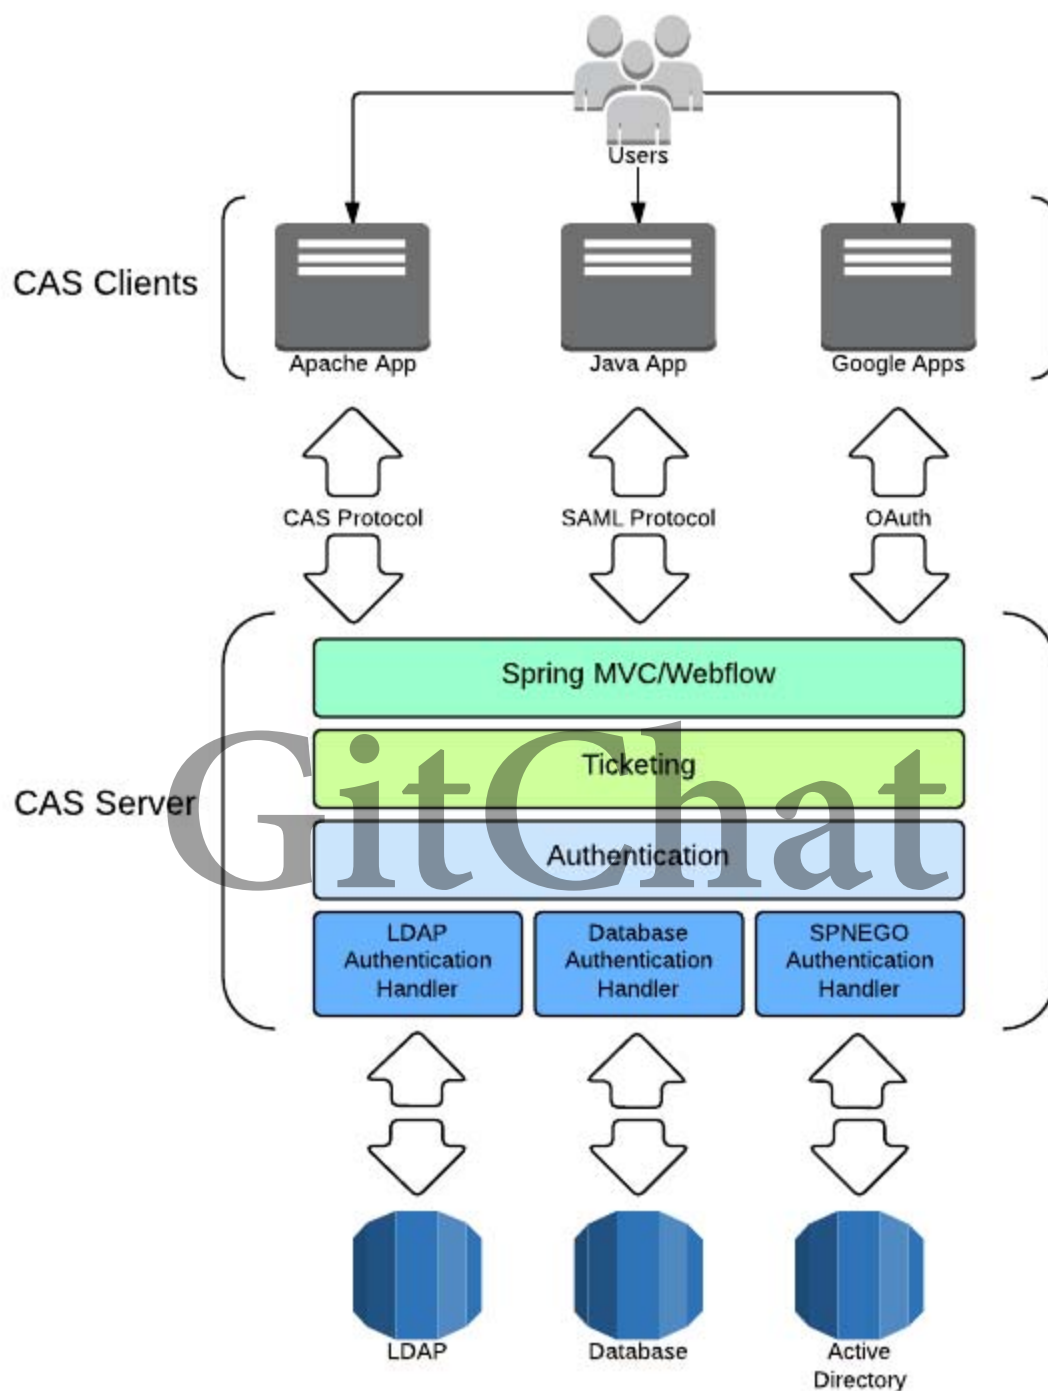 Users
CAS Clients
Apache App
Java App
Google Apps
CAS Protocol
SAML Protocol
OAuth
Spring MVC/Webflow
Ticketing
CAS Server
GitChat
Authentication
LDAP
Authentication
Handler
Database
Authentication
Handler
SPNEGO
Authentication
Handler
LDAP
Database
Active
Directory